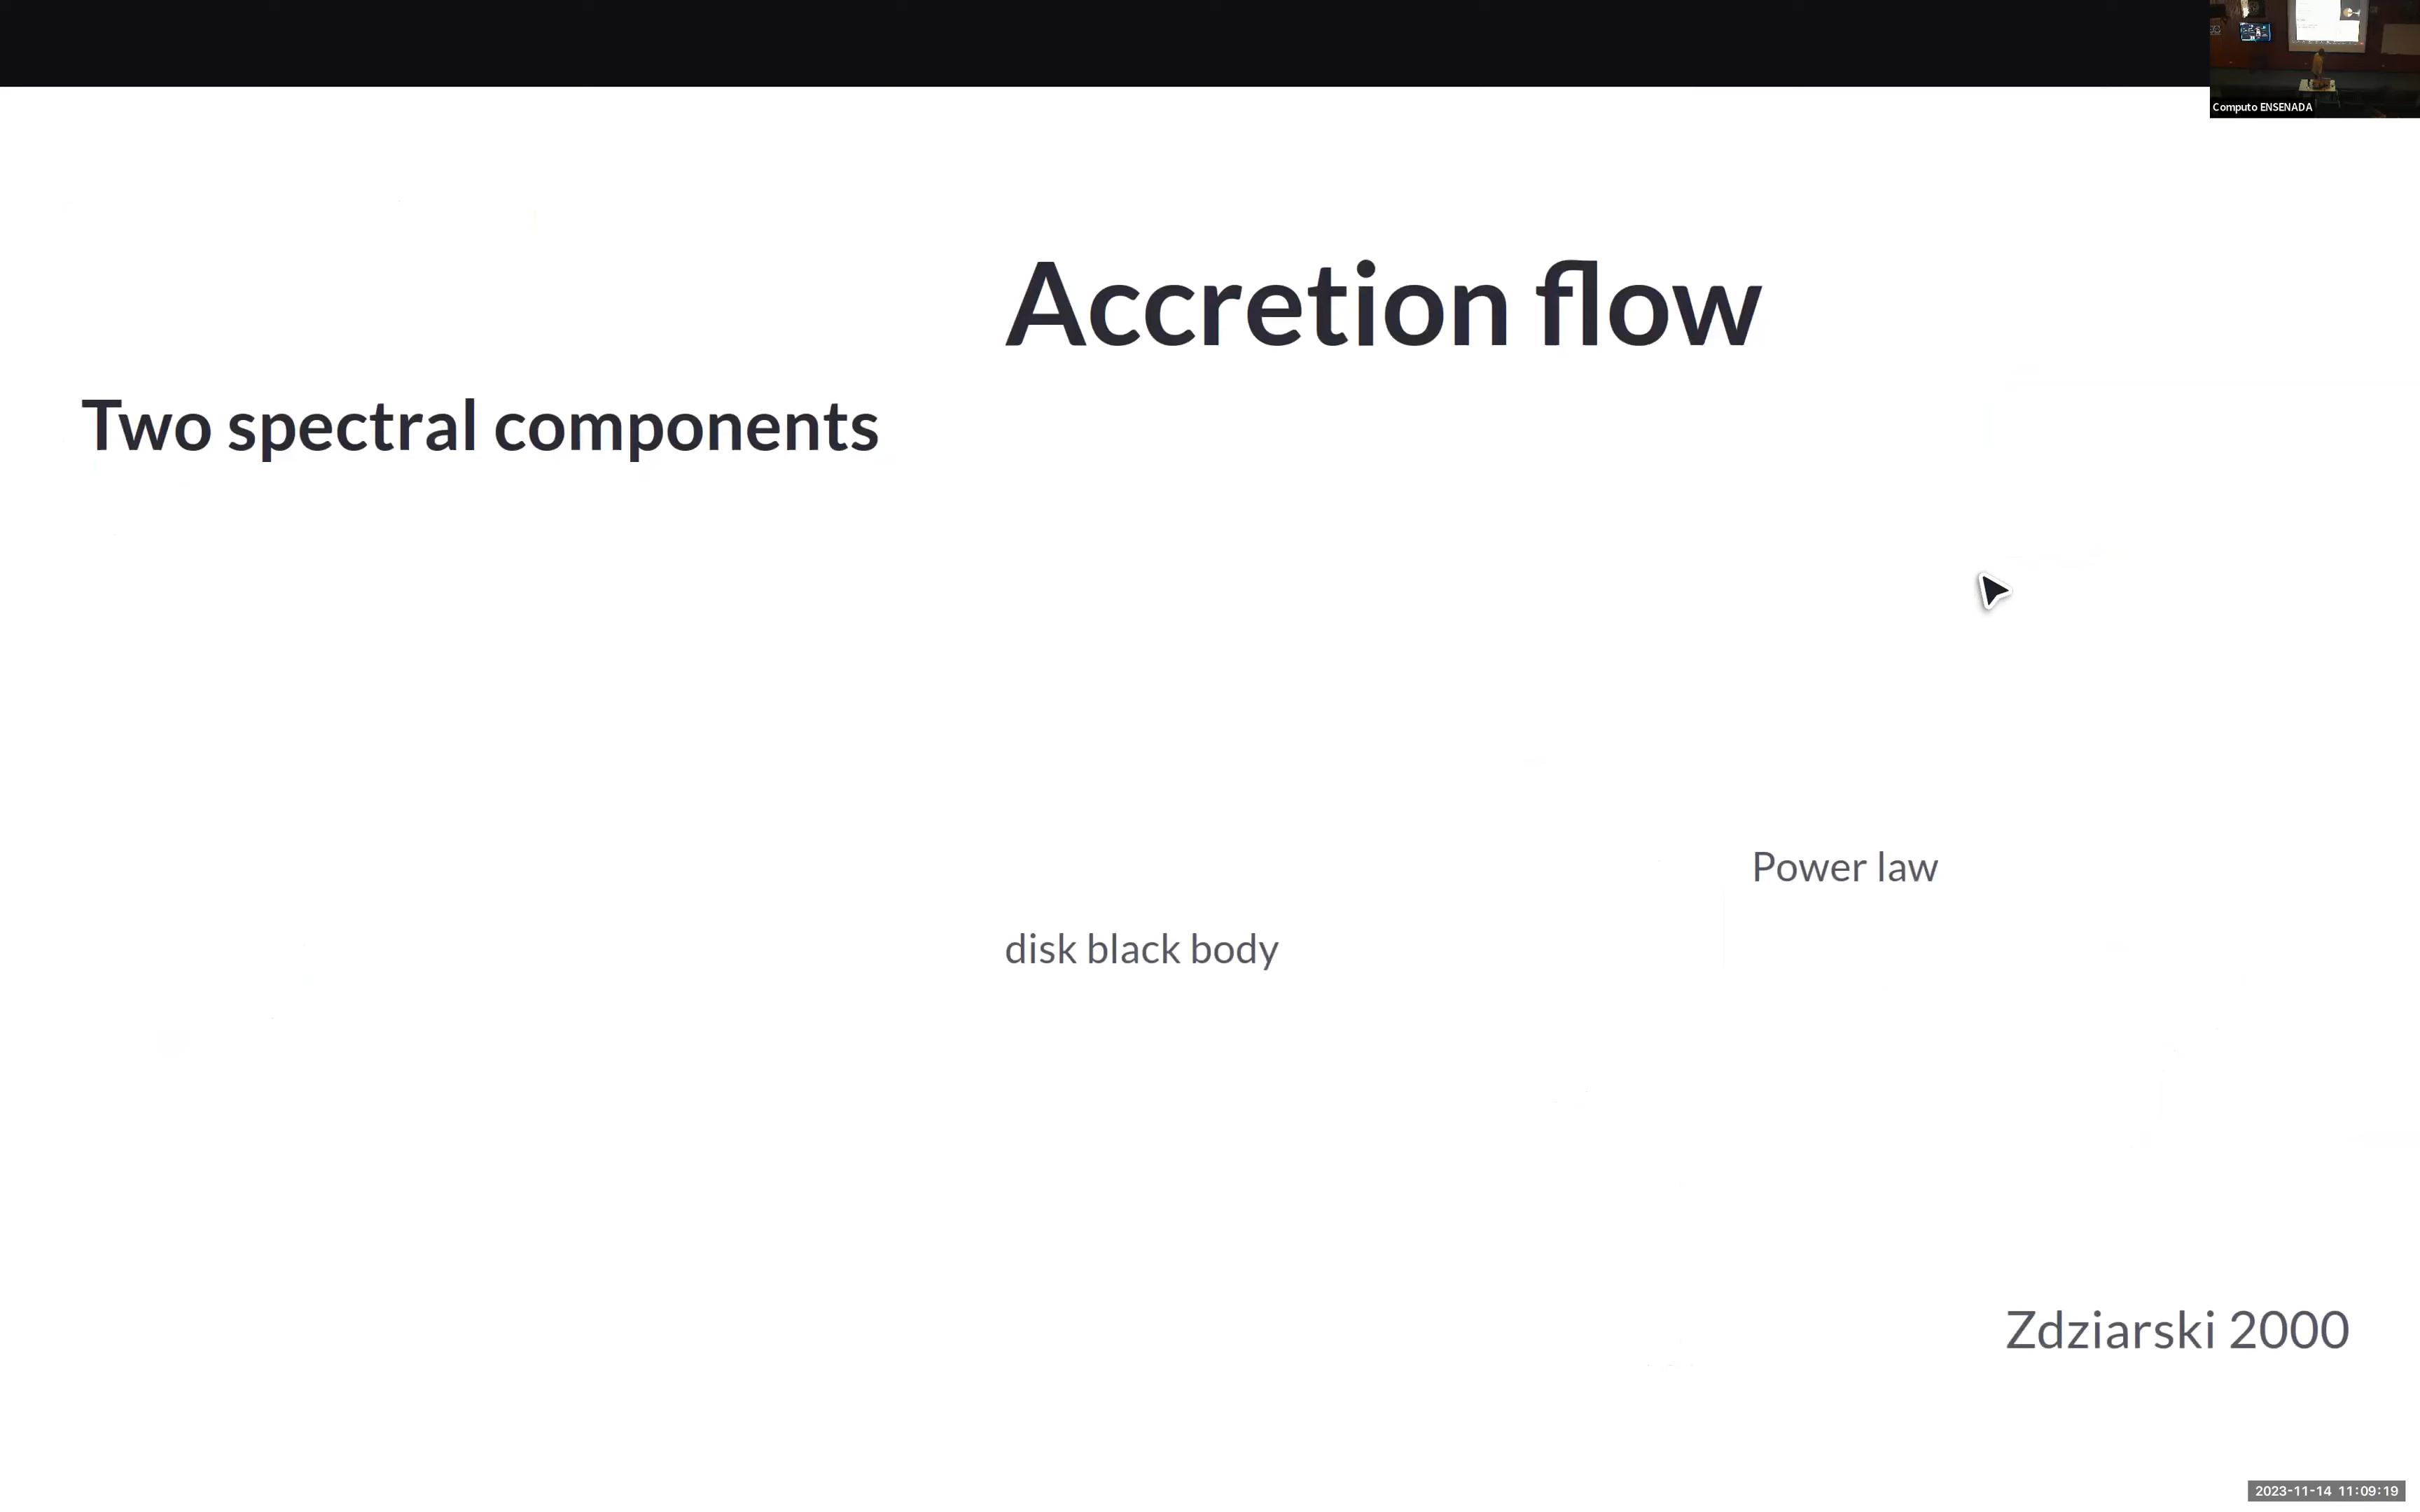 Computo ENSENADA
Accretion flow
Two spectral components
Power law
disk black body
Zdziarski 2000
2023-11-14 11:09:19